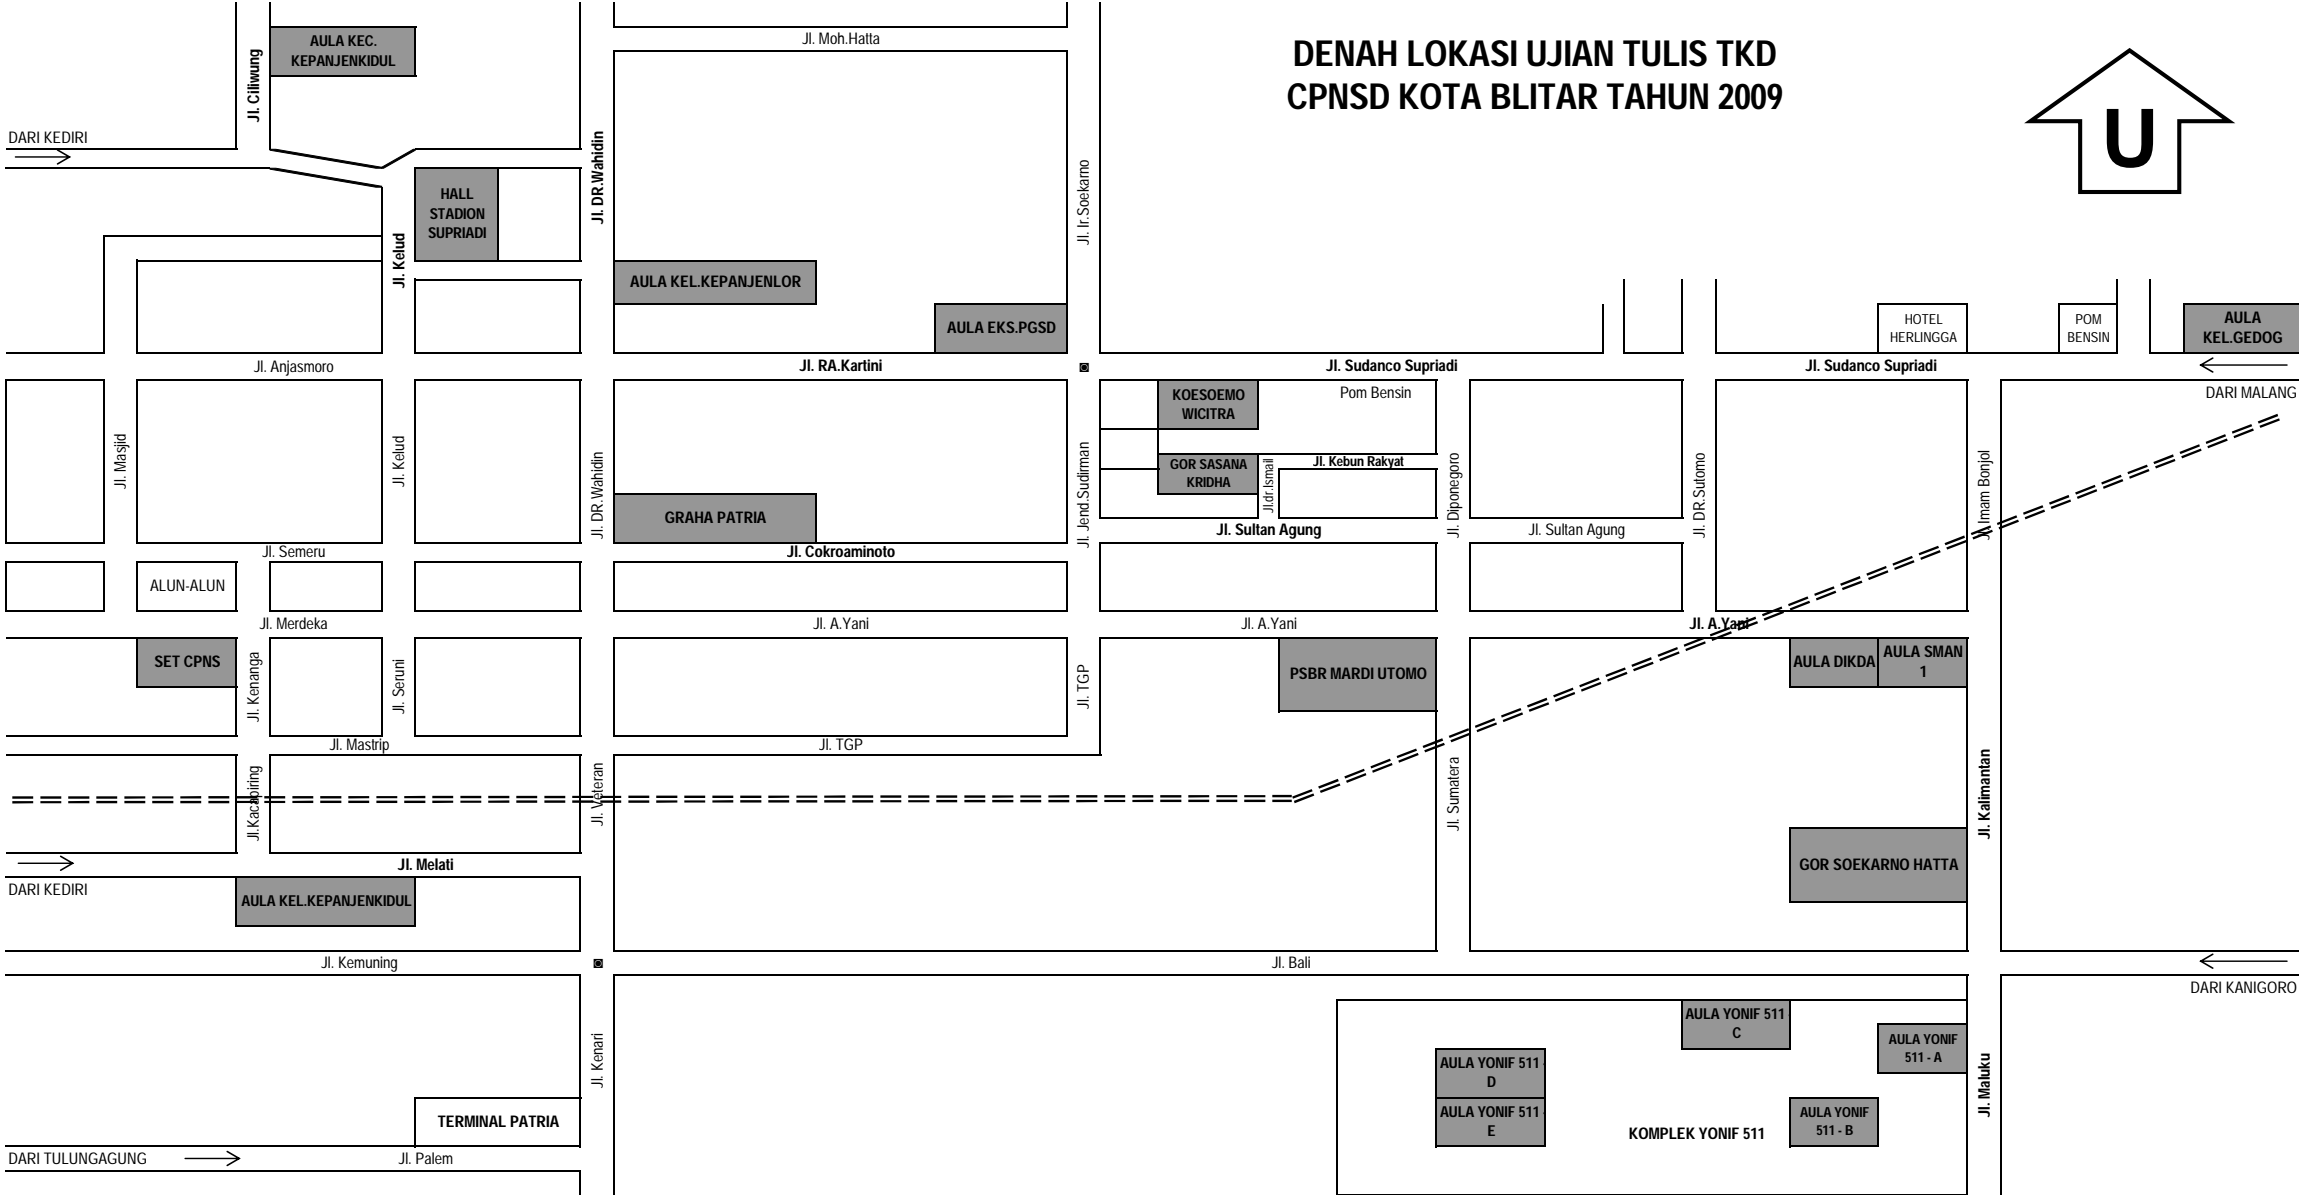 DENAH LOKASI UJIAN TULIS TKD
CPNSD KOTA BLITAR TAHUN 2009
U
AULA KEC.
KEPANJENKIDUL
Jl. Moh.Hatta
Jl. Ciliwung
DARI KEDIRI
Jl. DR.Wahidin
Jl. Ir.Soekarno
HALL
STADION
SUPRIADI
Jl. Kelud
AULA KEL.KEPANJENLOR
AULA EKS.PGSD
HOTEL
HERLINGGA
POM
BENSIN
AULA
KEL.GEDOG
Jl. Anjasmoro
Jl. RA.Kartini
Jl. Sudanco Supriadi
Jl. Sudanco Supriadi
DARI MALANG
KOESOEMO
WICITRA
Pom Bensin
Jl. Masjid
Jl. Kelud
Jl. DR.Wahidin
Jl. Jend.Sudirman
GOR SASANA
KRIDHA
Jl.dr.Ismail
Jl. Kebun Rakyat
Jl. Diponegoro
Jl. DR.Sutomo
Jl. Imam Bonjol
GRAHA PATRIA
Jl. Sultan Agung
Jl. Sultan Agung
Jl. Semeru
Jl. Cokroaminoto
ALUN-ALUN
Jl. Merdeka
Jl. A.Yani
Jl. A.Yani
Jl. A.Yani
SET CPNS
Jl. Kenanga
Jl. Seruni
Jl. TGP
PSBR MARDI UTOMO
AULA DIKDA
AULA SMAN
1
Jl. Mastrip
Jl. TGP
Jl.Kacapiring
Jl. Veteran
Jl. Sumatera
Jl. Kalimantan
Jl. Melati
DARI KEDIRI
AULA KEL.KEPANJENKIDUL
GOR SOEKARNO HATTA
Jl. Kemuning
Jl. Bali
DARI KANIGORO
Jl. Kenari
AULA YONIF 511 -
C
AULA YONIF
511 - A
AULA YONIF 511 -
D
AULA YONIF 511 -
E
KOMPLEK YONIF 511
AULA YONIF
511 - B
Jl. Maluku
TERMINAL PATRIA
DARI TULUNGAGUNG
Jl. Palem